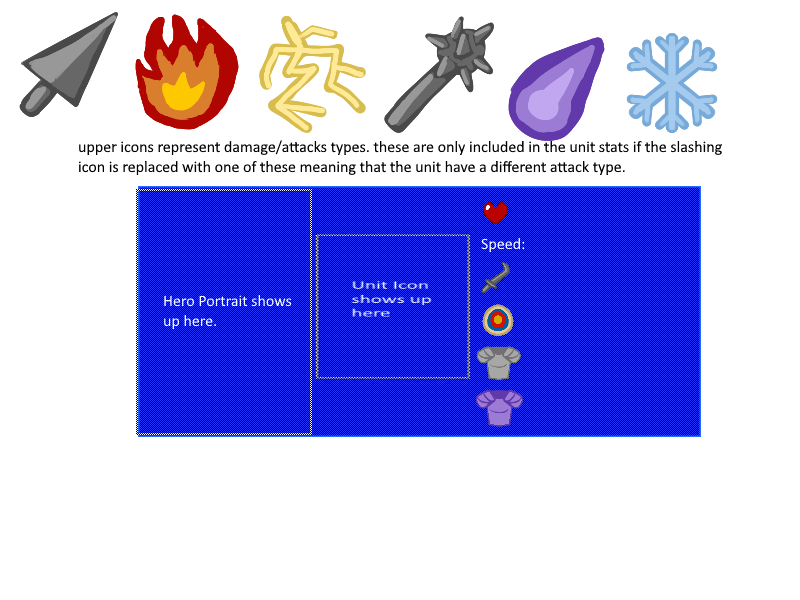 upper icons represent damage/attacks types. these are only included in the unit stats if the slashing
icon is replaced with one of these meaning that the unit have a different attack type.
Speed:
Hero Portrait shows
up here.
Unit Icon
shows up
here